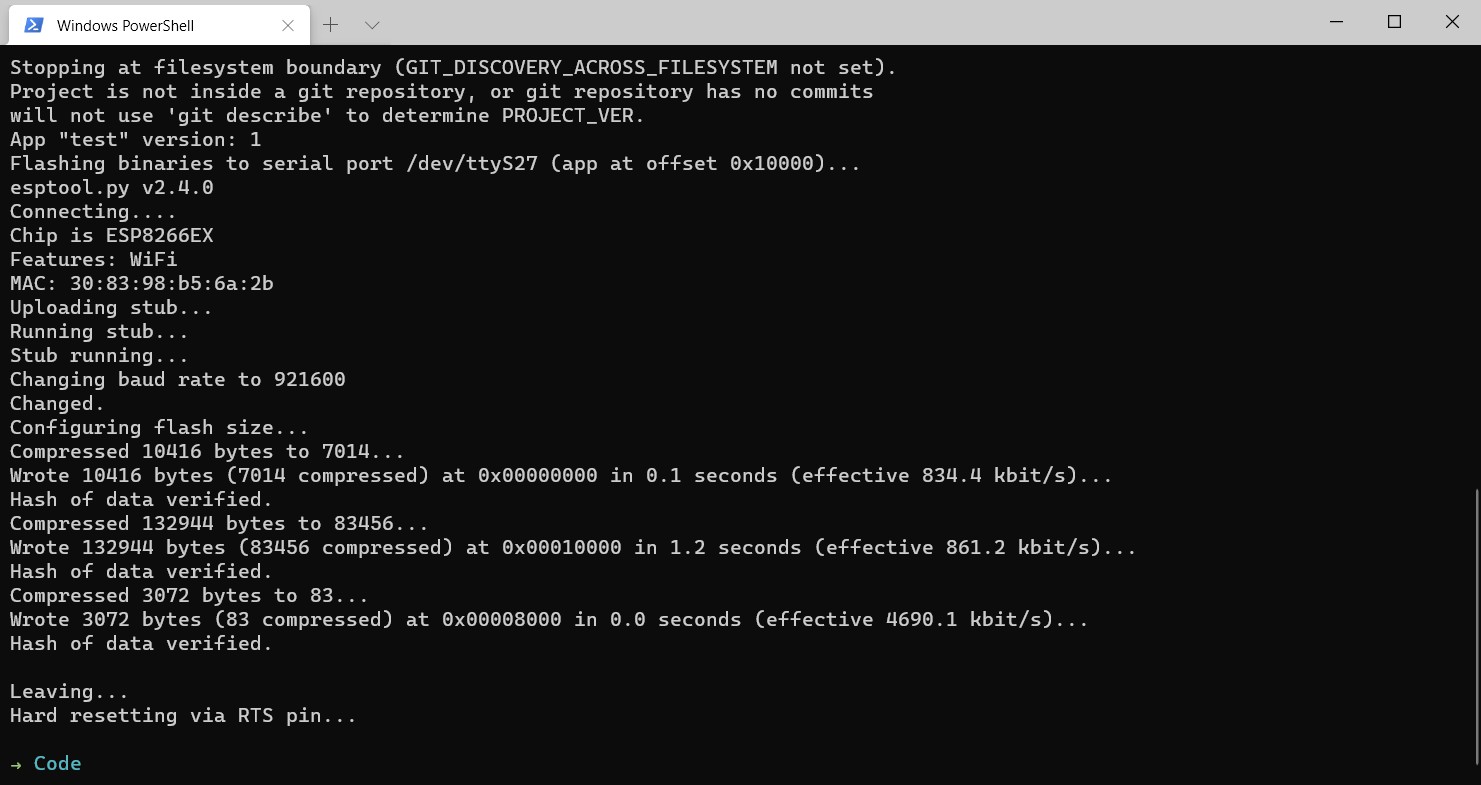 Windows PowerShell
Stopping at filesystem boundary (GIT_DISCOVERY_ACROSS_FILESYSTEM not set).
Project is not inside a git repository, or git repository has no commits
will not use 'git describe' to determine PROJECT_VER.
App "test" version: 1
Flashing binaries to serial port /dev/ttyS27 (app at offset 0x10000)...
esptool.py v2.4.0
Connecting....
Chip is ESP8266EX
Features: WiFi
MAC: 30:83:98:b5:6a:2b
Uploading stub...
Running stub...
Stub running...
Changing baud rate to 921600
Changed.
Configuring flash size...
Compressed 10416 bytes to 7014...
Wrote 10416 bytes (7014 compressed) at 0x00000000 in 0.1 seconds (effective 834.4 kbit/s)...
Hash of data verified.
Compressed 132944 bytes to 83456...
Wrote 132944 bytes (83456 compressed) at 0x00010000 in 1.2 seconds (effective 861.2 kbit/s)...
Hash of data verified.
Compressed 3072 bytes to 83...
Wrote 3072 bytes (83 compressed) at 0x00008000 in 0.0 seconds (effective 4690.1 kbit/s)...
Hash of data verified.
Leaving...
Hard resetting via RTS pin...
→ Code